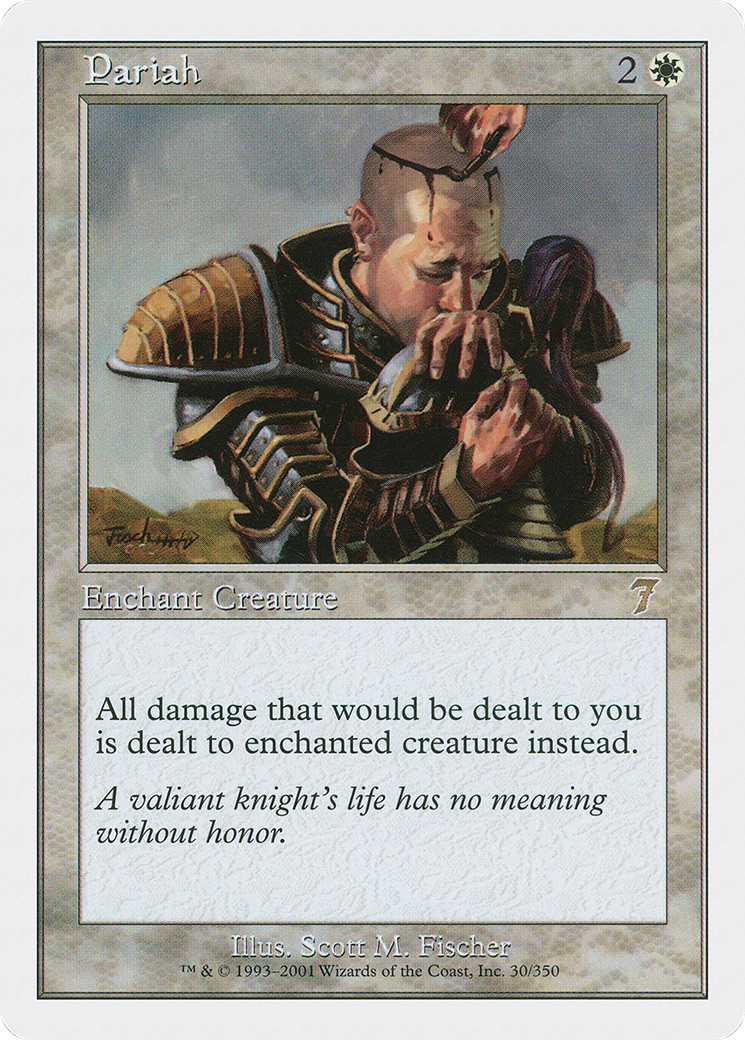 Pariah 2
Fischer
Enchant Creature 7
All damage that would be dealt to you
is dealt to enchanted creature instead.
A valiant knight's life has no meaning
without honor.
Illus. Scott M. Fischer
™ & © 1993–2001 Wizards of the Coast, Inc. 30/350